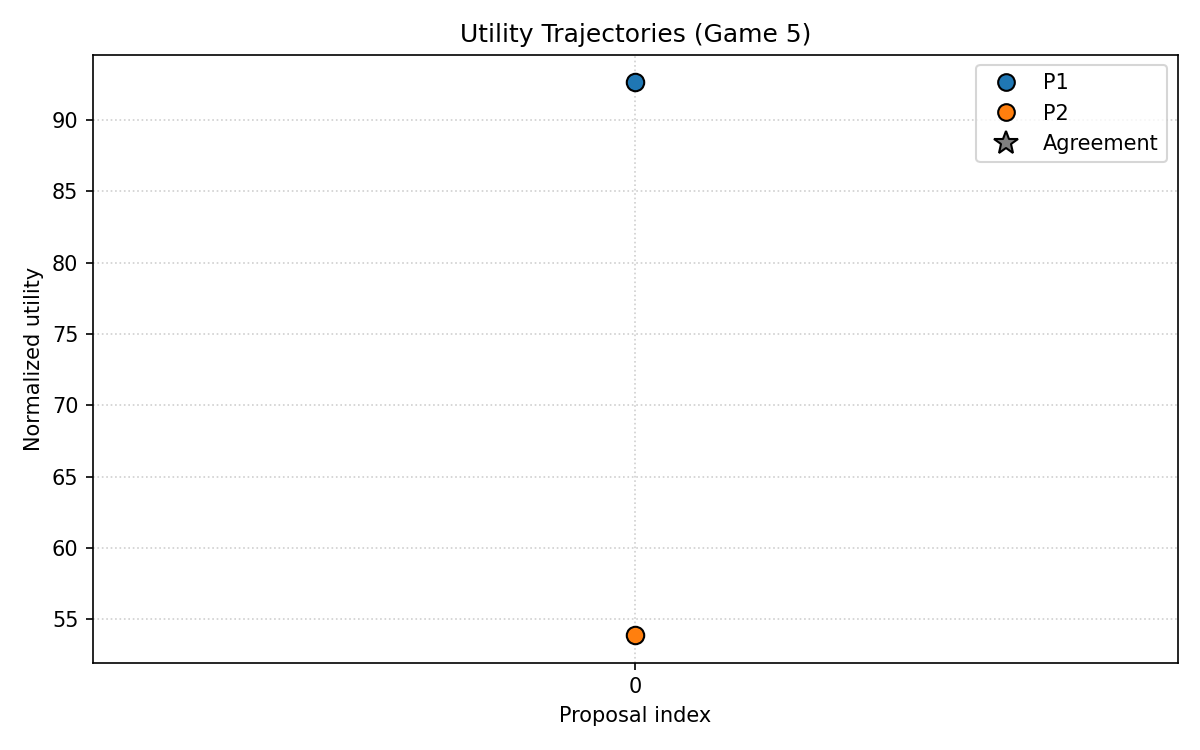 Utility Trajectories (Game 5)
P1
P2
Agreement
Normalized utility
90
85
80
75
70
65
60
55
0
Proposal index